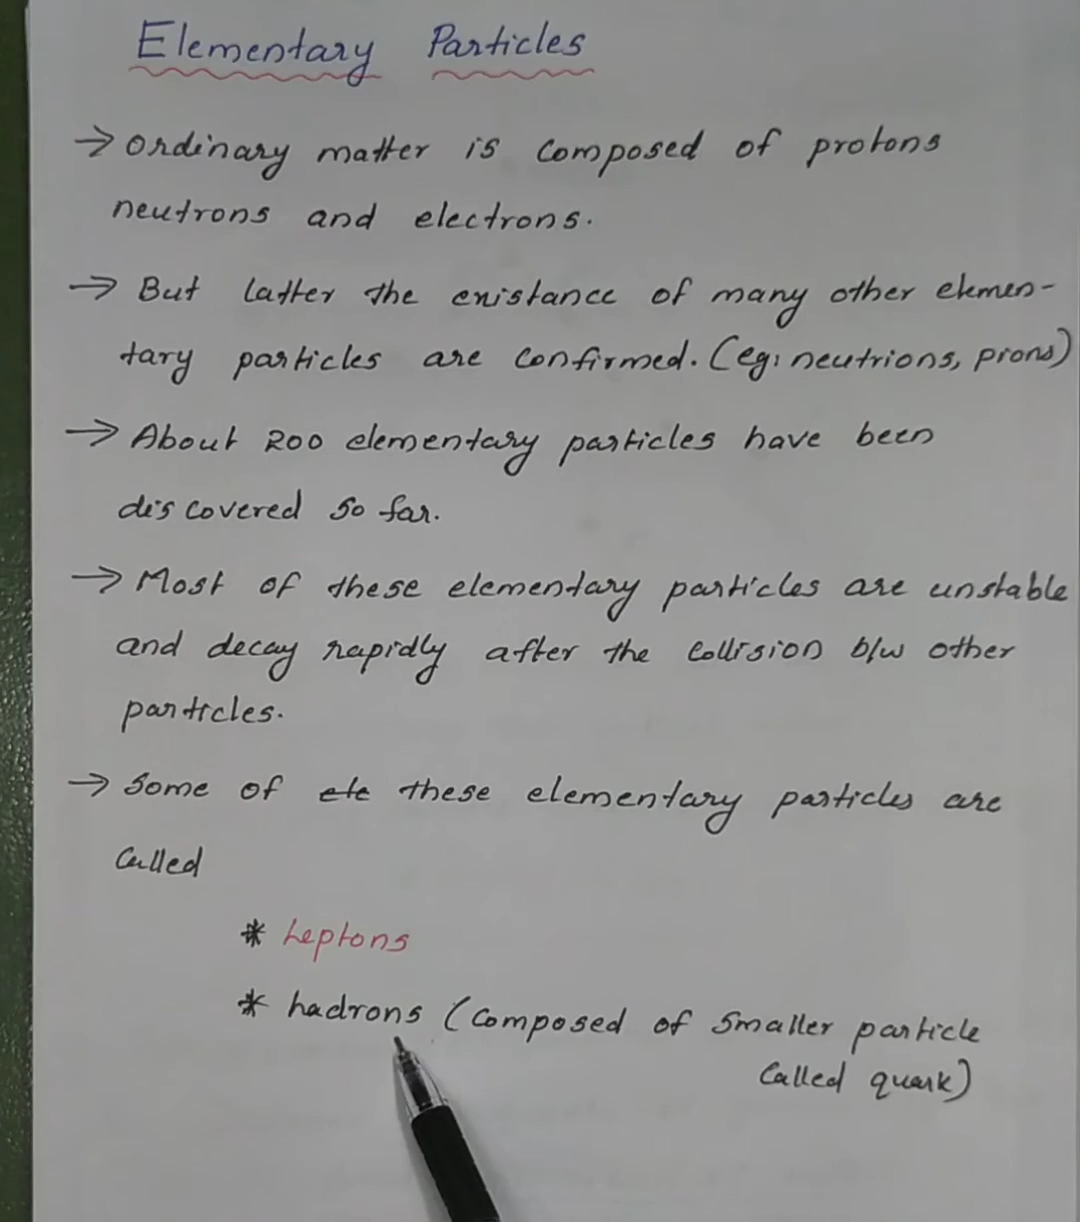 Elementary Particles
→ Ordinary matter is composed of protons
neutrons and electrons.
→ But latter the existance of many other elemen-
tary particles are confirmed. (eg: neutrions, pions)
→ About 200 elementary particles have been
discovered so far.
→ Most of these elementary particles are unstable
and decay rapidly after the collision b/w other
particles.
→ Some of ele these elementary particles are
called
* Leptons
* hadrons (Composed of smaller particle
called quark)